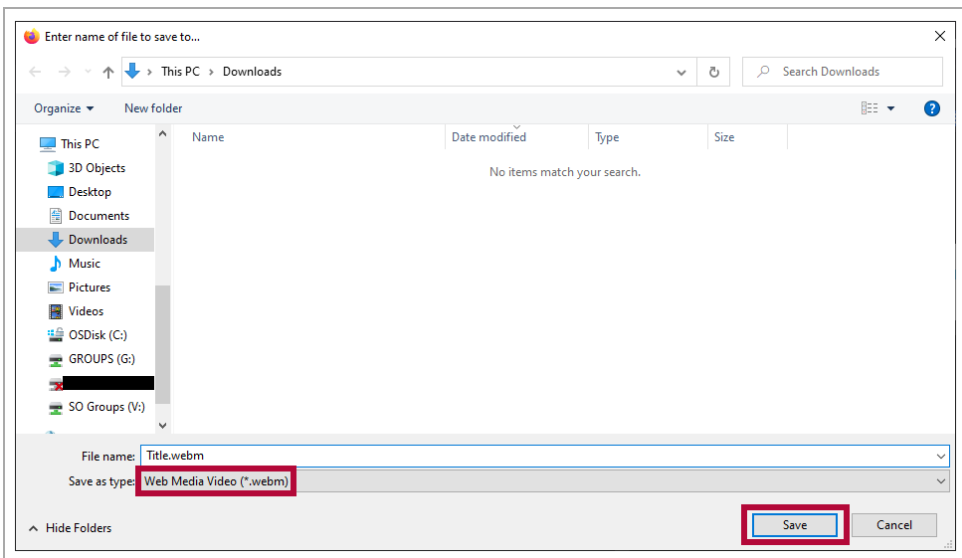 Enter name of file to save to...
This PC > Downloads
Search Downloads
Organize
New folder
Name Date modified Type Size
No items match your search.
This PC
3D Objects
Desktop
Documents
Downloads
Music
Pictures
Videos
OSDisk (C:)
GROUPS (G:)
SO Groups (V:)
File name: Title.webm
Save as type: Web Media Video (*.webm)
Hide Folders
Save
Cancel